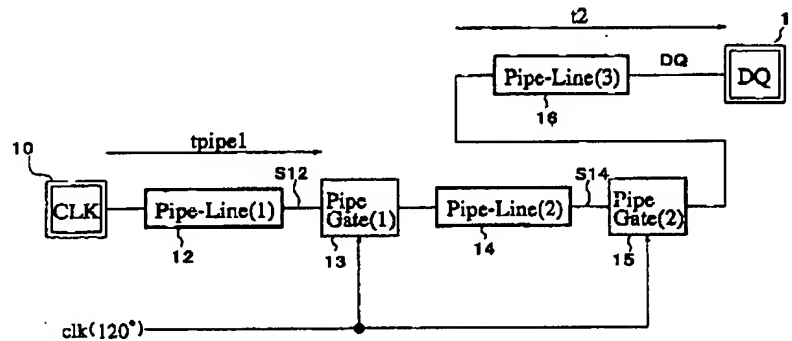 t2
1
Pipe-Line(3)
DQ
DQ
16
tpipe1
10
S12
S14
CLK
Pipe-Line(1)
Pipe
Gate(1)
Pipe-Line(2)
Pipe
Gate(2)
12
13
14
15
clk(120°)